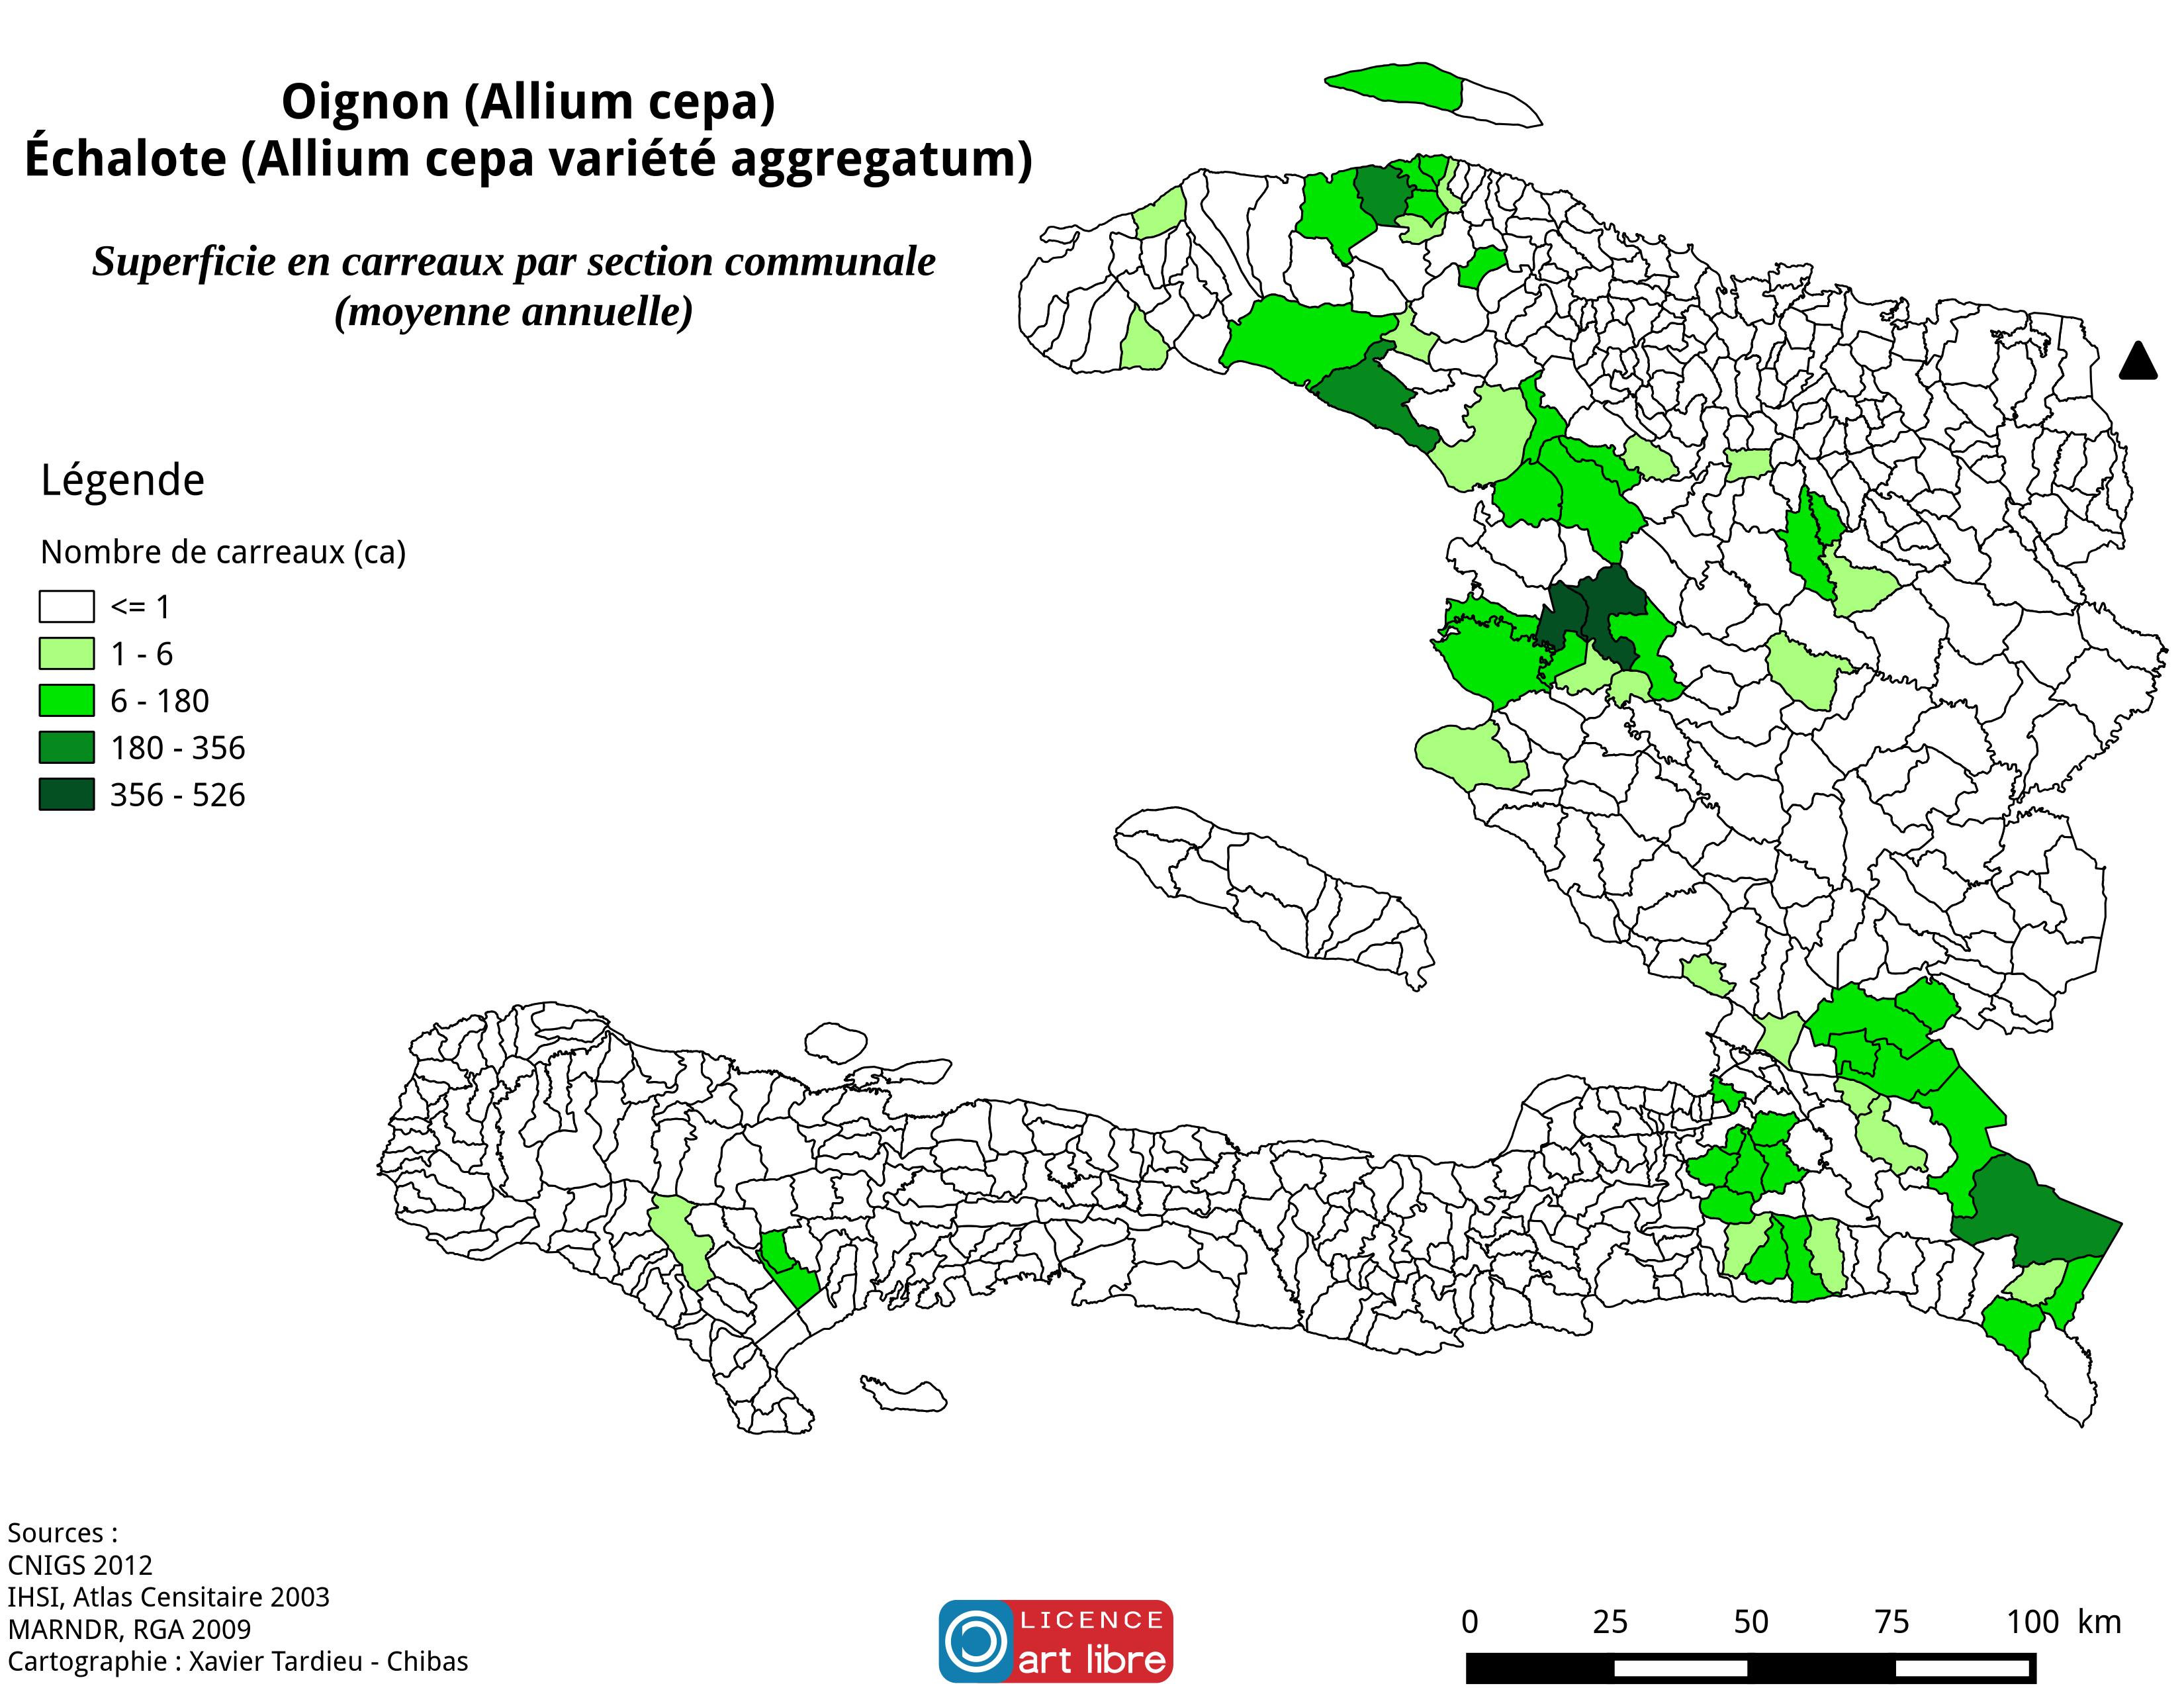 Oignon (Allium cepa)
Échalote (Allium cepa variété aggregatum)
Superficie en carreaux par section communale
(moyenne annuelle)
Légende
Nombre de carreaux (ca)
<= 1
1 - 6
6 - 180
180 - 356
356 - 526
Sources :
CNIGS 2012
IHSI, Atlas Censitaire 2003
MARNDR, RGA 2009
Cartographie : Xavier Tardieu - Chibas
LICENCE
art libre
0 25 50 75 100 km